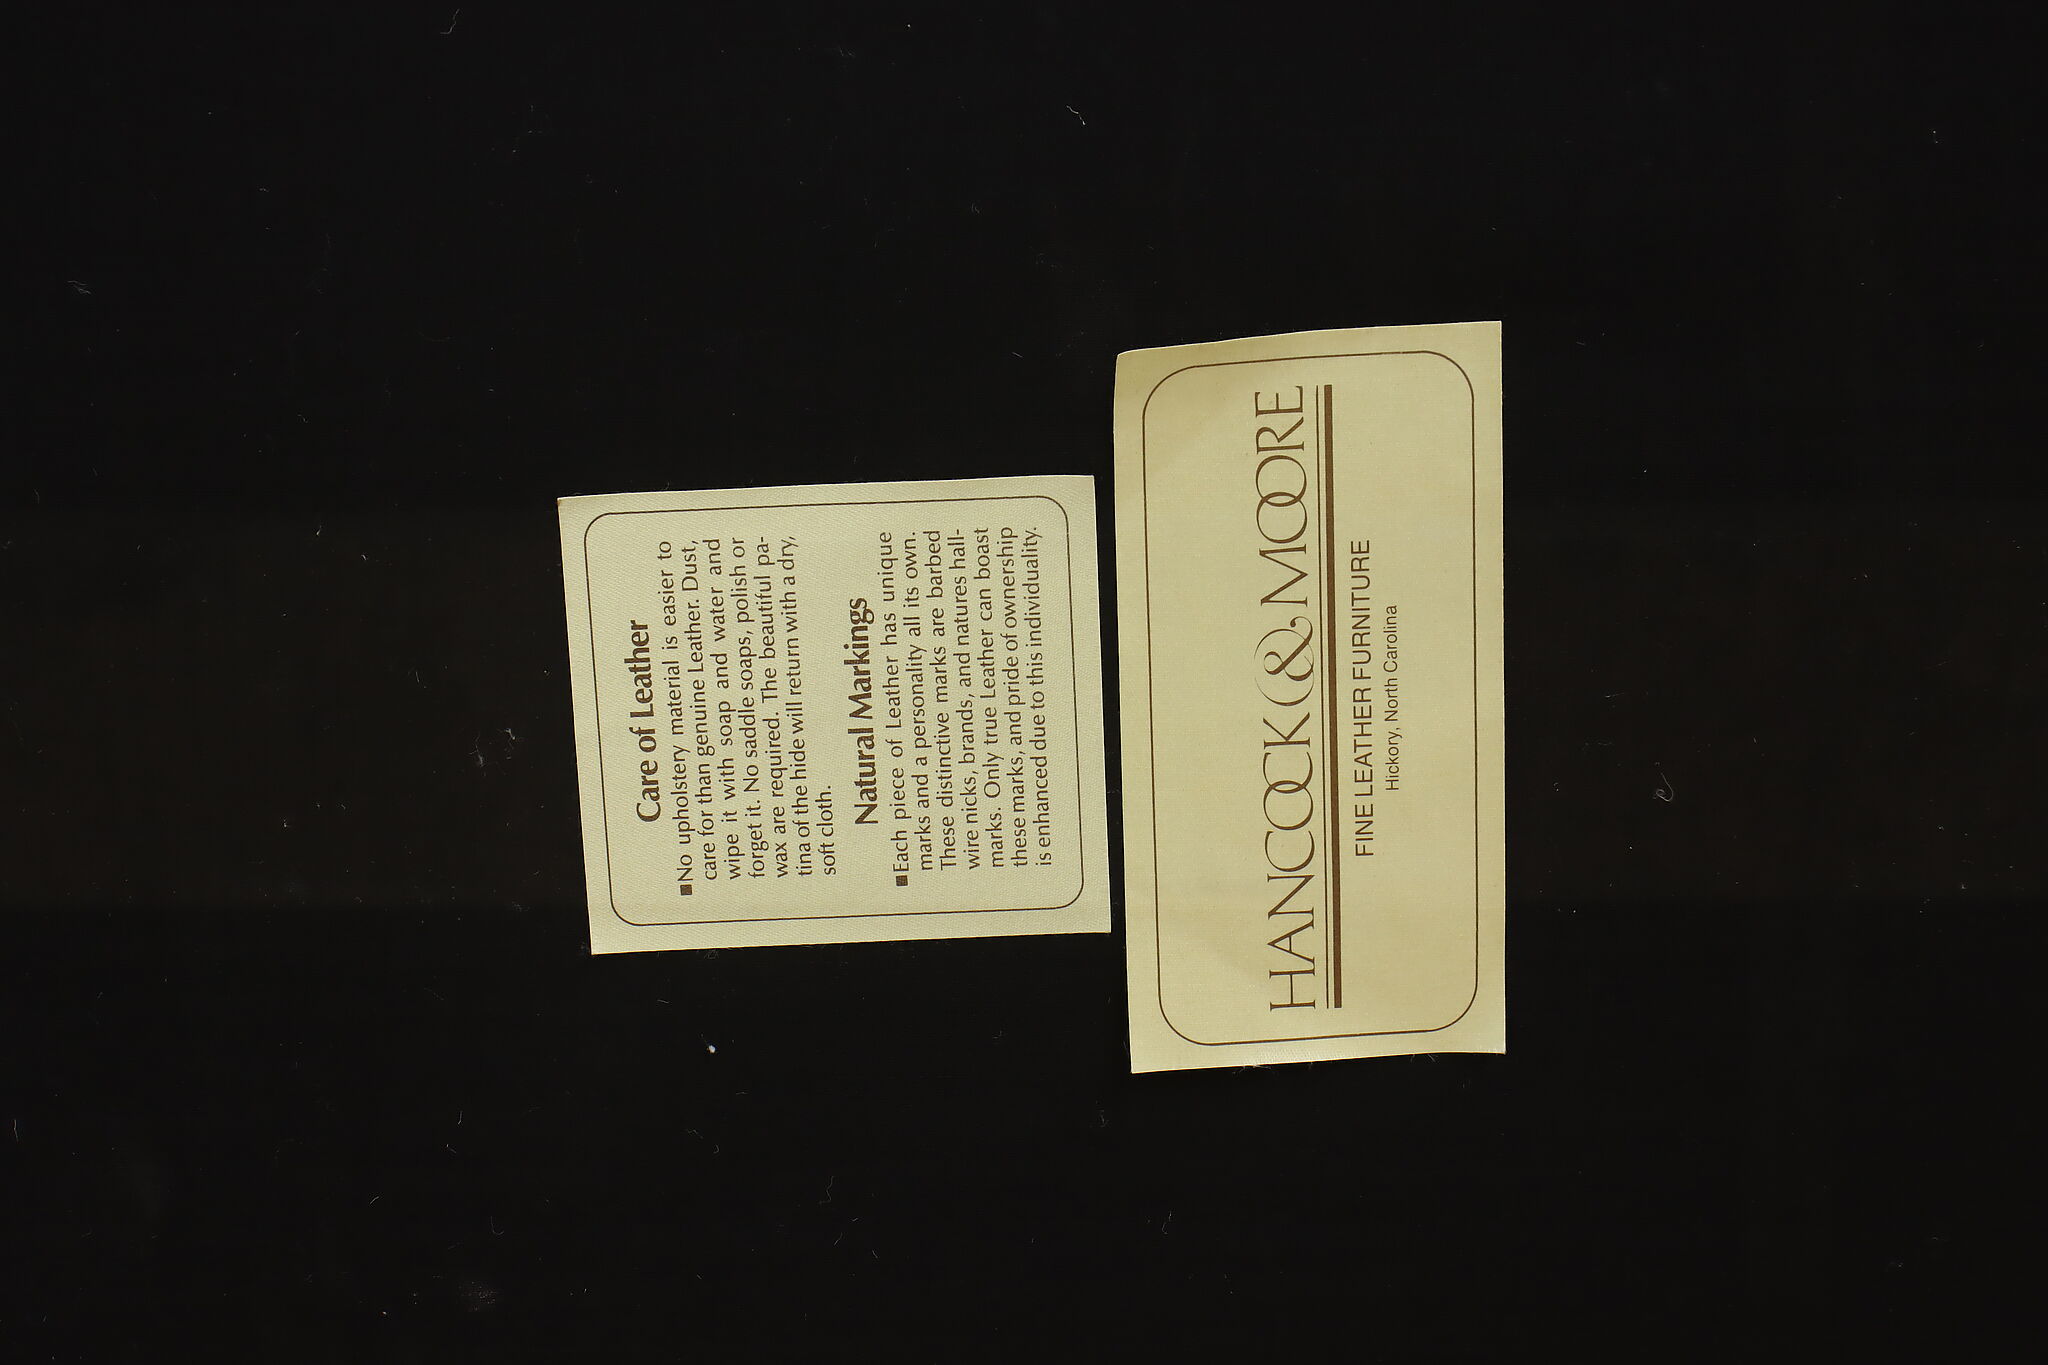 Care of Leather
■No upholstery material is easier to
care for than genuine Leather. Dust,
wipe it with soap and water and
forget it. No saddle soaps, polish or
wax are required. The beautiful pa-
tina of the hide will return with a dry,
soft cloth.
Natural Markings
■Each piece of Leather has unique
marks and a personality all its own.
These distinctive marks are barbed
wire nicks, brands, and natures hall-
marks. Only true Leather can boast
these marks, and pride of ownership
is enhanced due to this individuality.
HANCOCK & MOORE
FINE LEATHER FURNITURE
Hickory, North Carolina